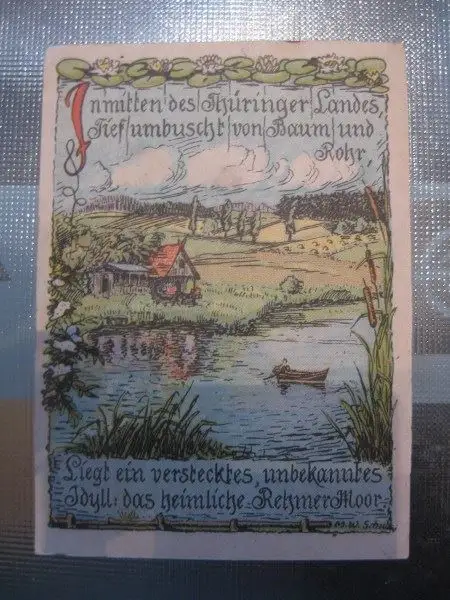 Inmitten des Thüringer Landes,
Tief umbuscht von Baum und
Rohr,
Liegt ein verstecktes, unbekanntes
Idyll: das heimliche Rehmer Moor
M.W.